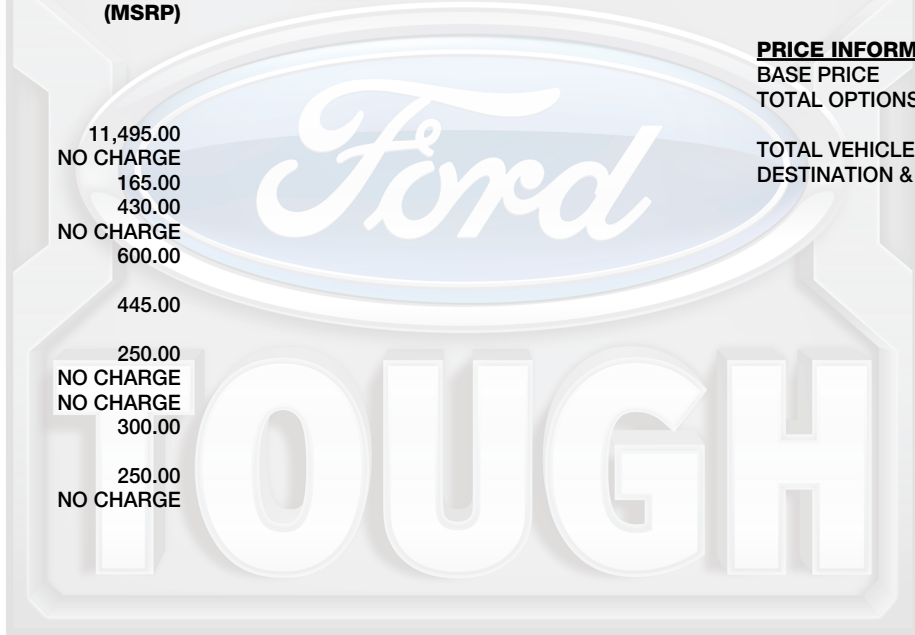 (MSRP)
11,495.00
NO CHARGE
165.00
430.00
NO CHARGE
600.00
445.00
250.00
NO CHARGE
NO CHARGE
300.00
250.00
NO CHARGE
PRICE INFORM
BASE PRICE
TOTAL OPTIONS
TOTAL VEHICLE
DESTINATION &
Ford
TOUGH